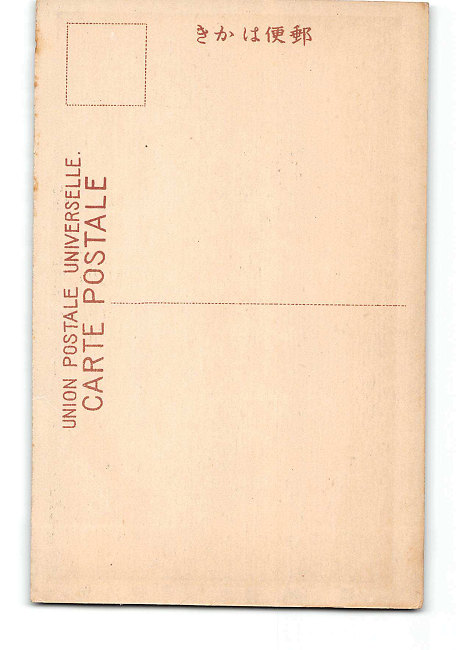 郵便はかき
UNION POSTALE UNIVERSELLE.
CARTE POSTALE